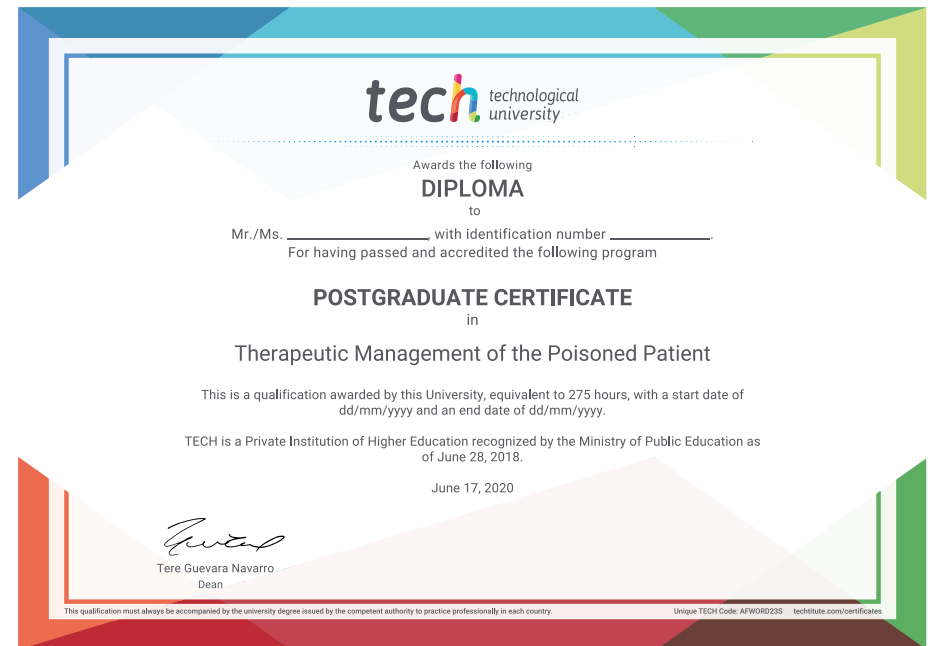 tech technological
university
Awards the following
DIPLOMA
to
Mr./Ms. ____________________, with identification number ______________.
For having passed and accredited the following program
POSTGRADUATE CERTIFICATE
in
Therapeutic Management of the Poisoned Patient
This is a qualification awarded by this University, equivalent to 275 hours, with a start date of
dd/mm/yyyy and an end date of dd/mm/yyyy.
TECH is a Private Institution of Higher Education recognized by the Ministry of Public Education as
of June 28, 2018.
June 17, 2020
Tere Guevara Navarro
Dean
This qualification must always be accompanied by the university degree issued by the competent authority to practice professionally in each country.
Unique TECH Code: AFWORD23S techtitute.com/certificates